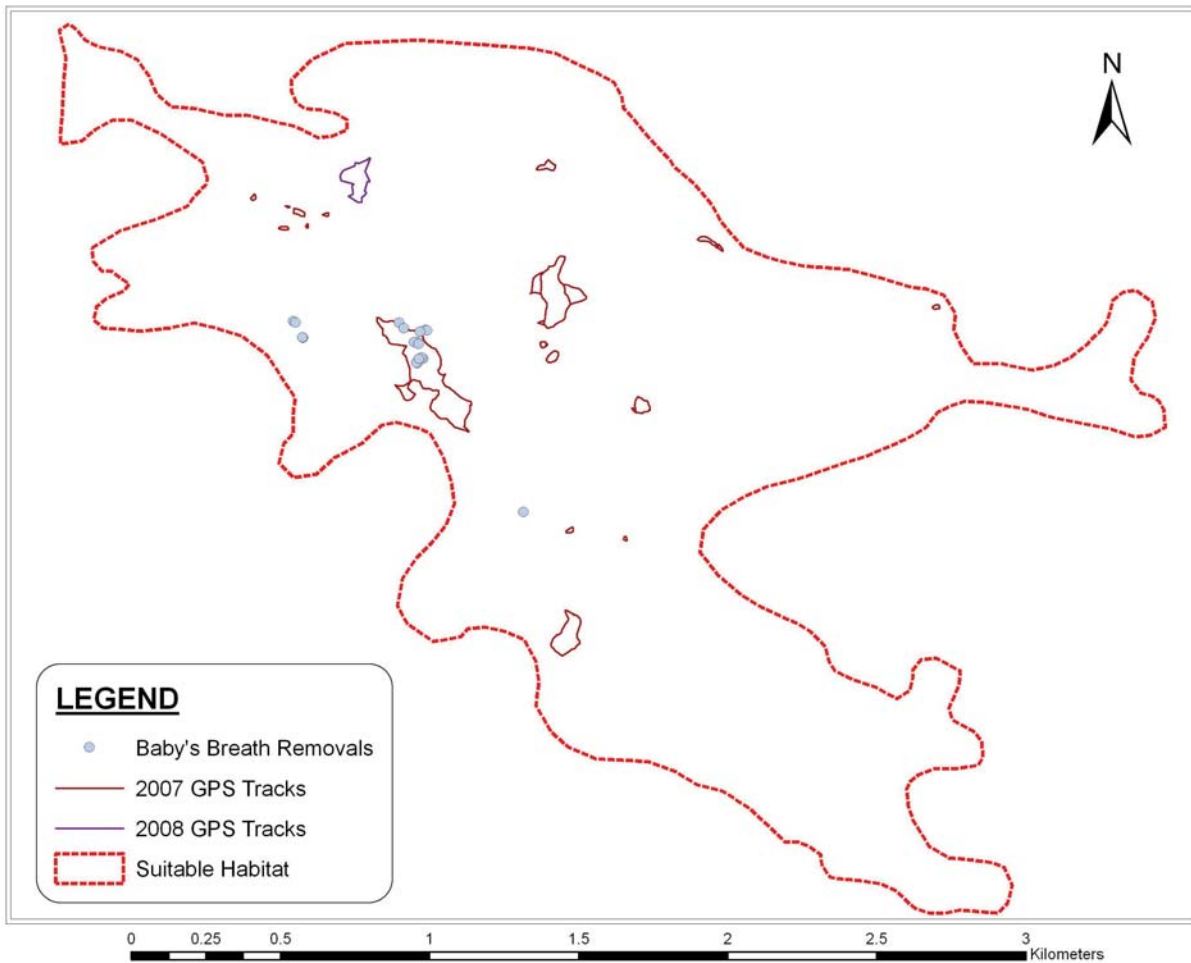 N
LEGEND
Baby's Breath Removals
2007 GPS Tracks
2008 GPS Tracks
Suitable Habitat
0 0.25 0.5 1 1.5 2 2.5 3
Kilometers